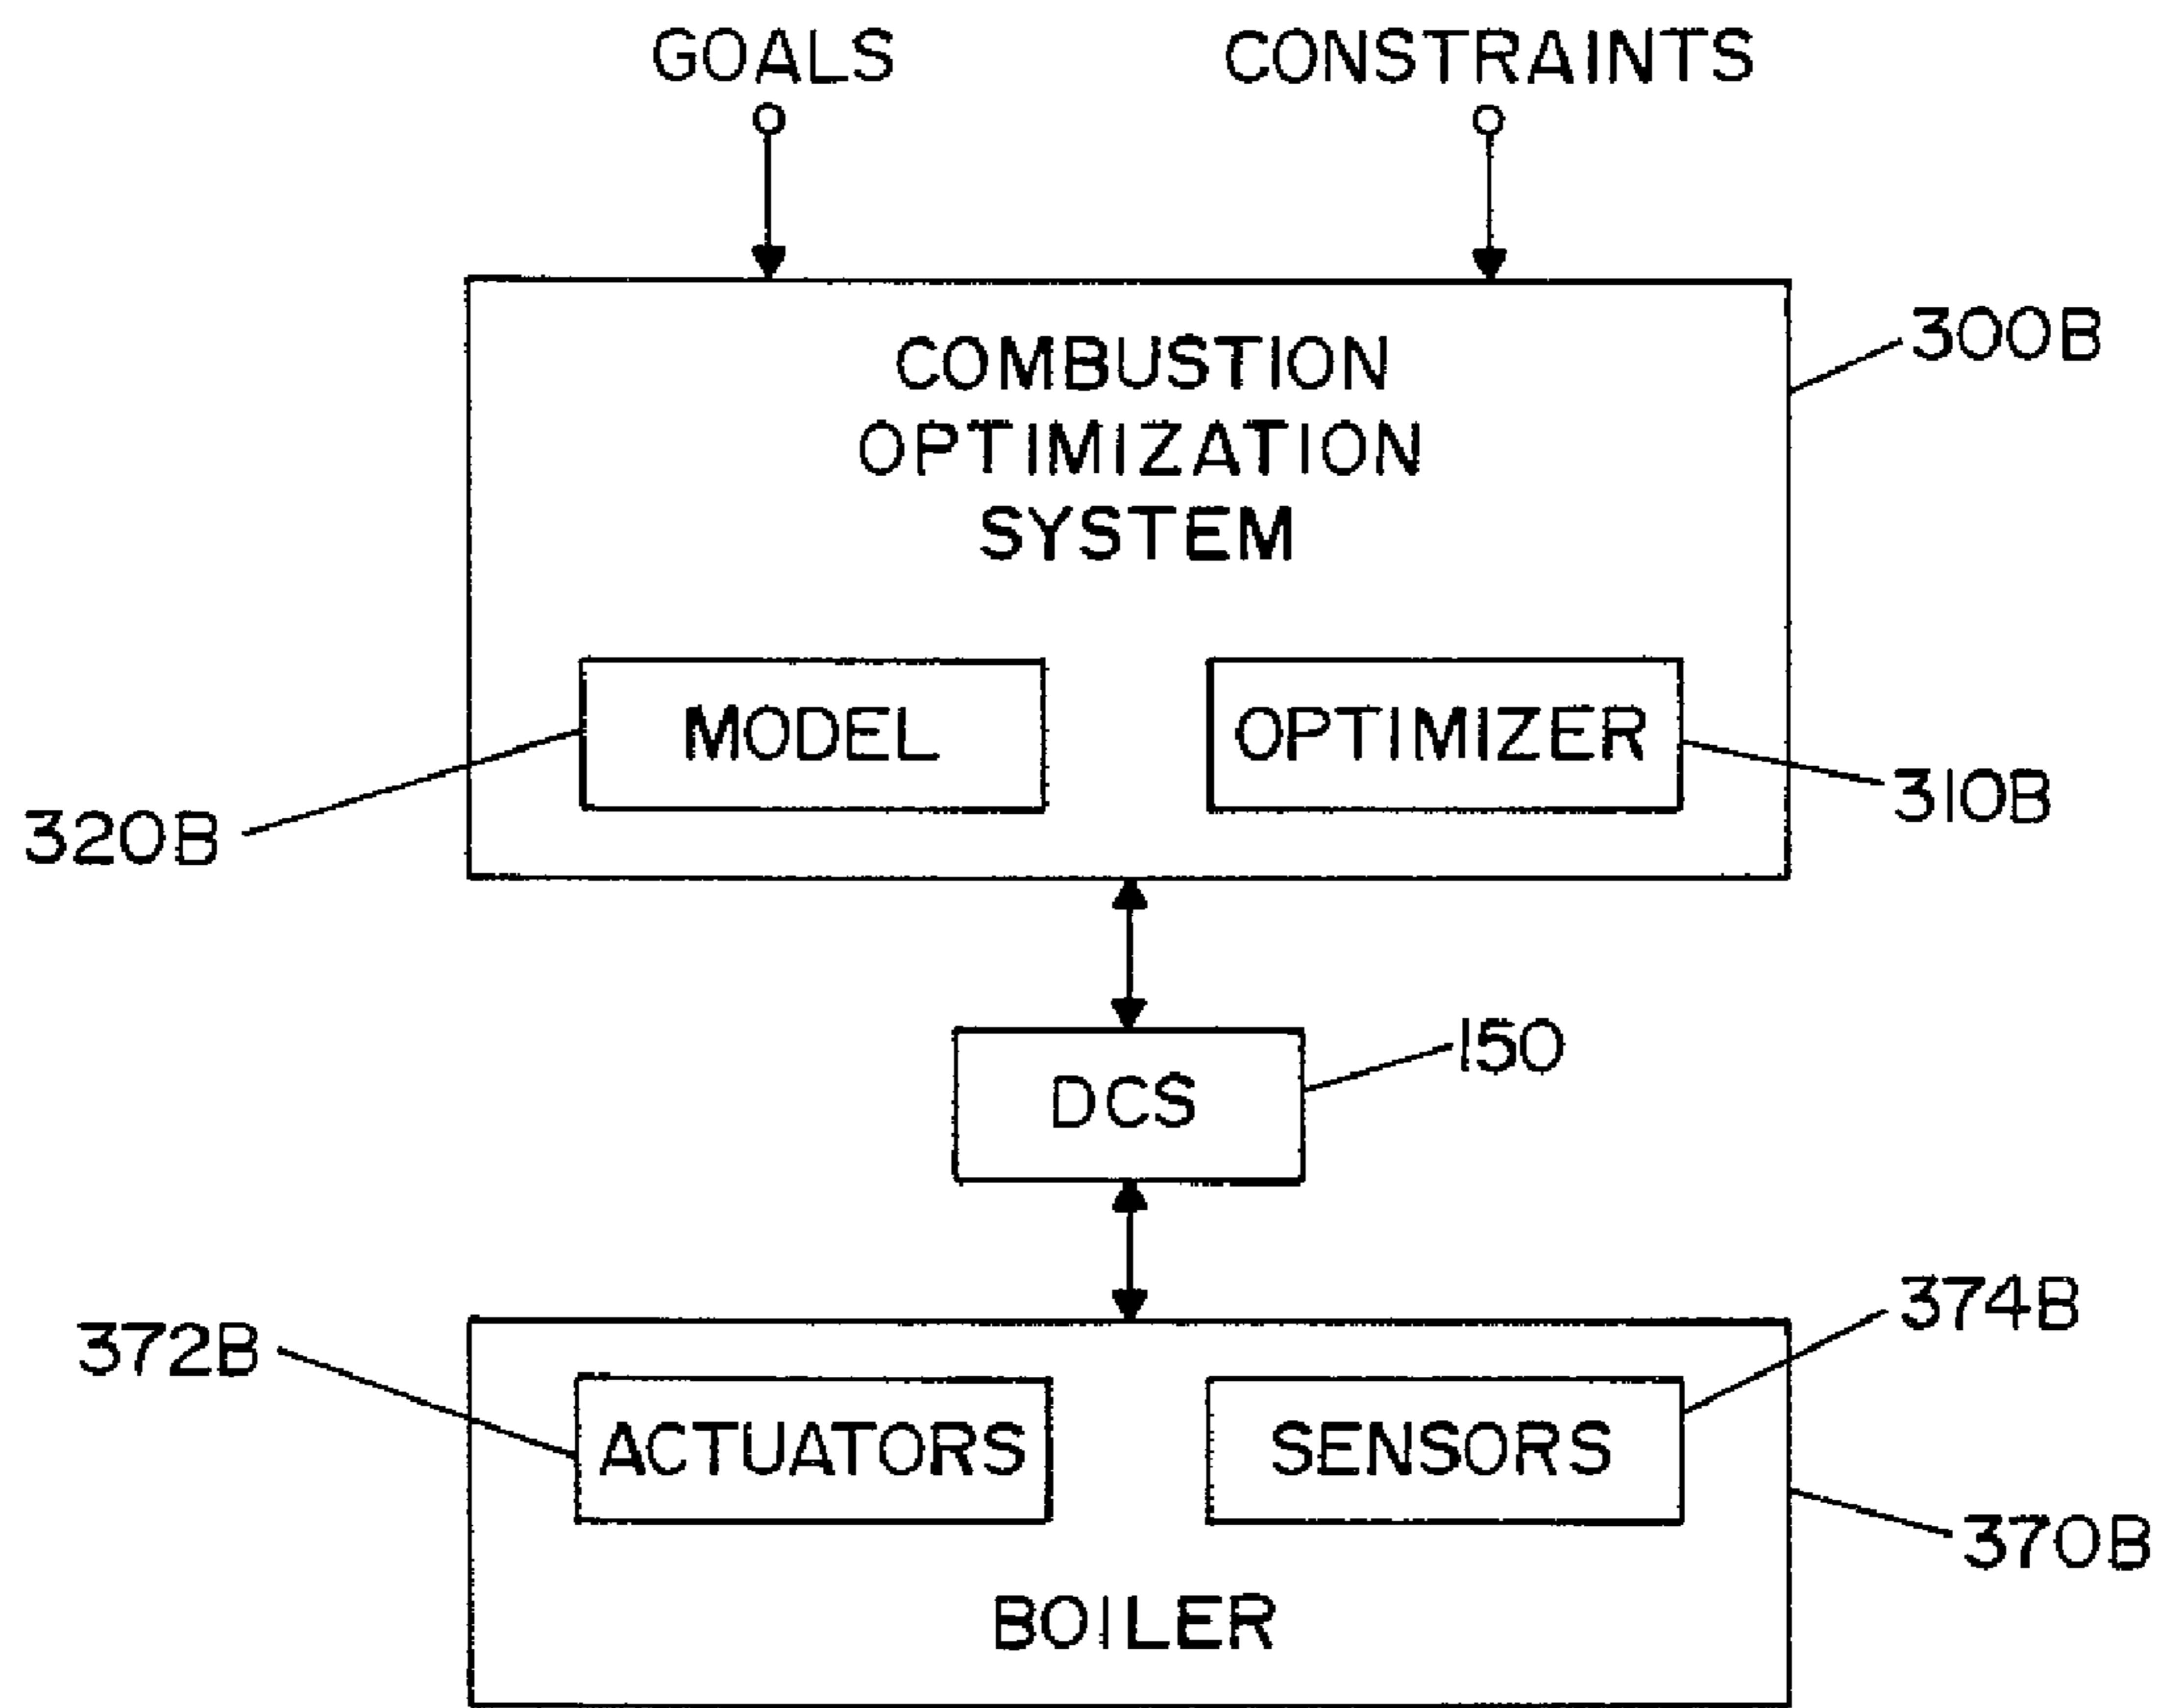 GOALS
CONSTRAINTS
COMBUSTION
OPTIMIZATION
SYSTEM
300B
MODEL
OPTIMIZER
320B
310B
DCS
150
372B
374B
ACTUATORS
SENSORS
370B
BOILER